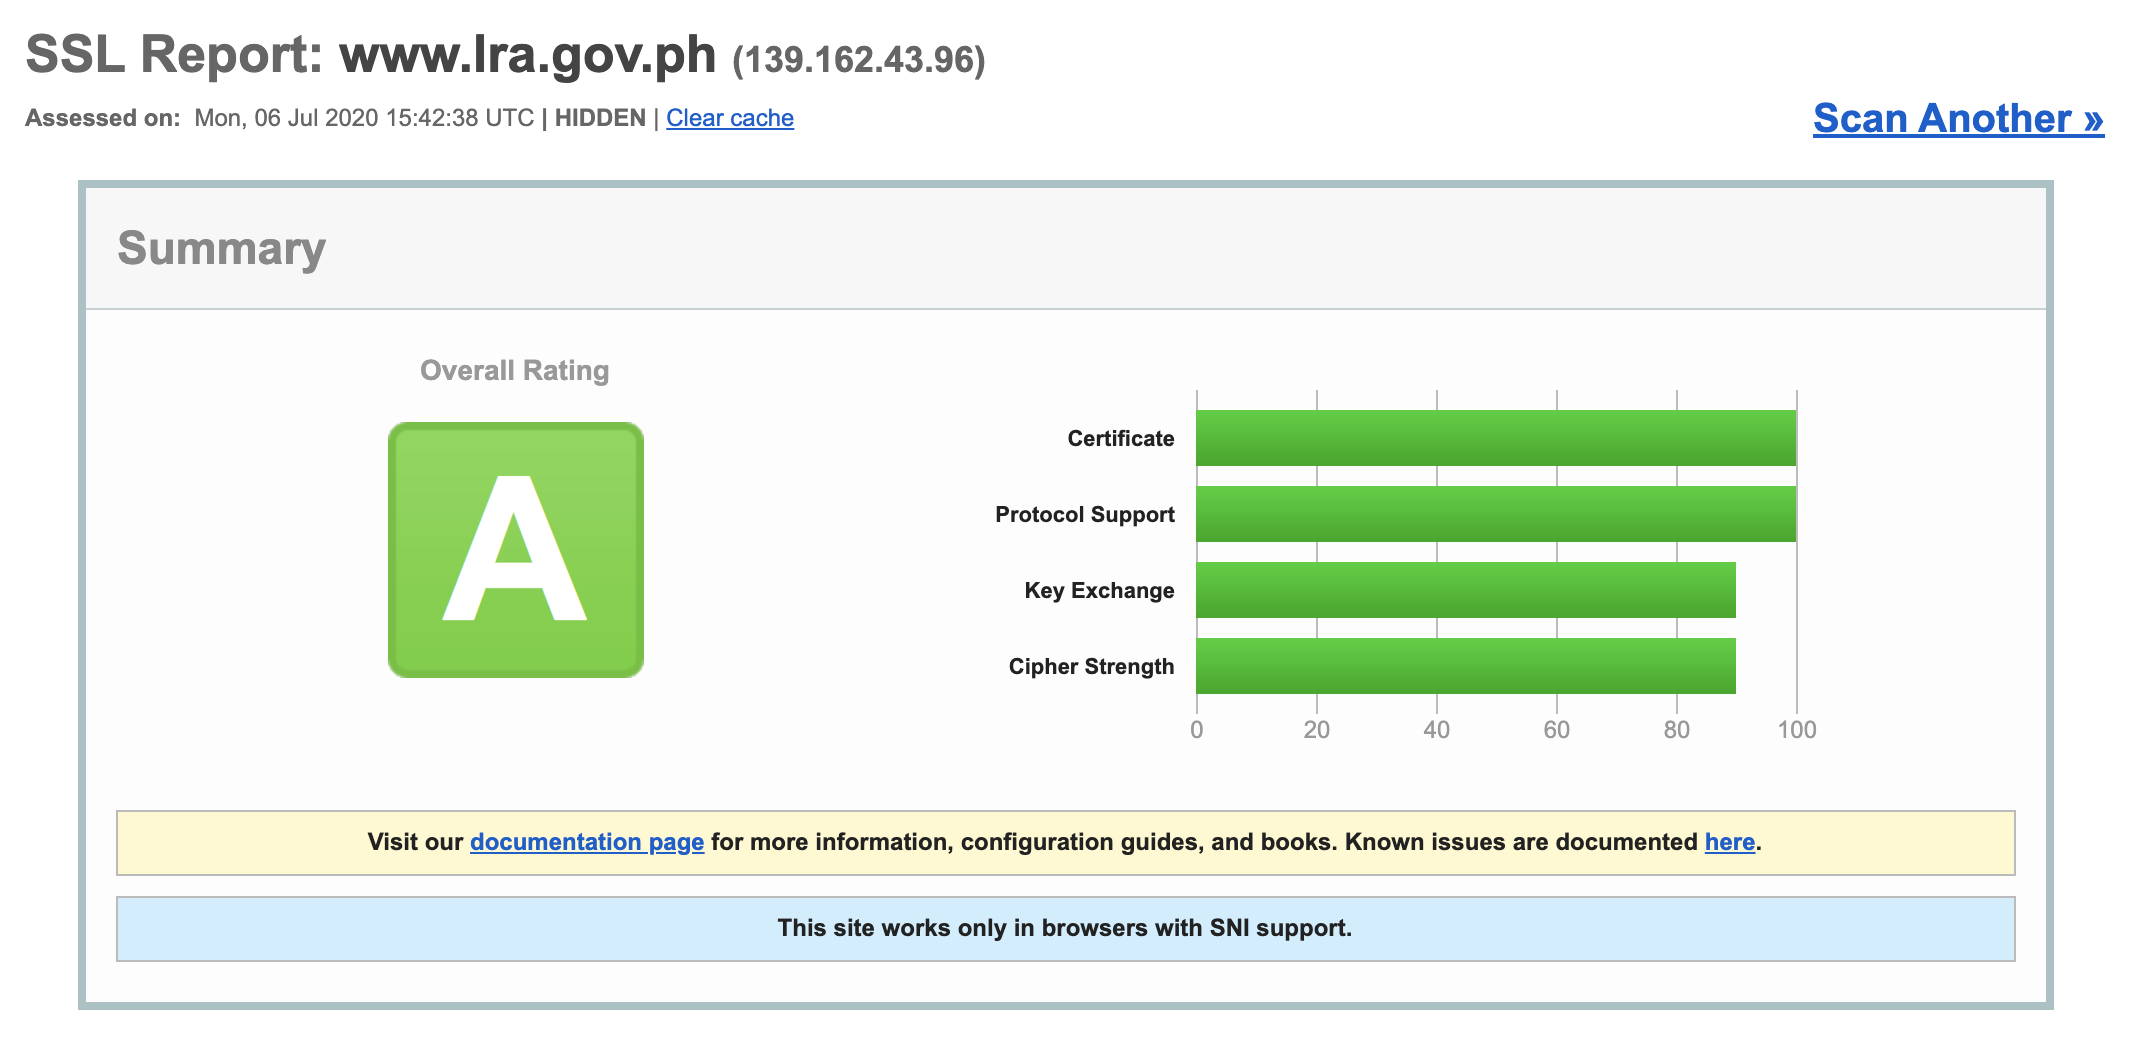 SSL Report: www.lra.gov.ph (139.162.43.96)
Assessed on: Mon, 06 Jul 2020 15:42:38 UTC | HIDDEN | Clear cache
Scan Another »
Summary
Overall Rating
A
Certificate
Protocol Support
Key Exchange
Cipher Strength
0 20 40 60 80 100
Visit our documentation page for more information, configuration guides, and books. Known issues are documented here.
This site works only in browsers with SNI support.